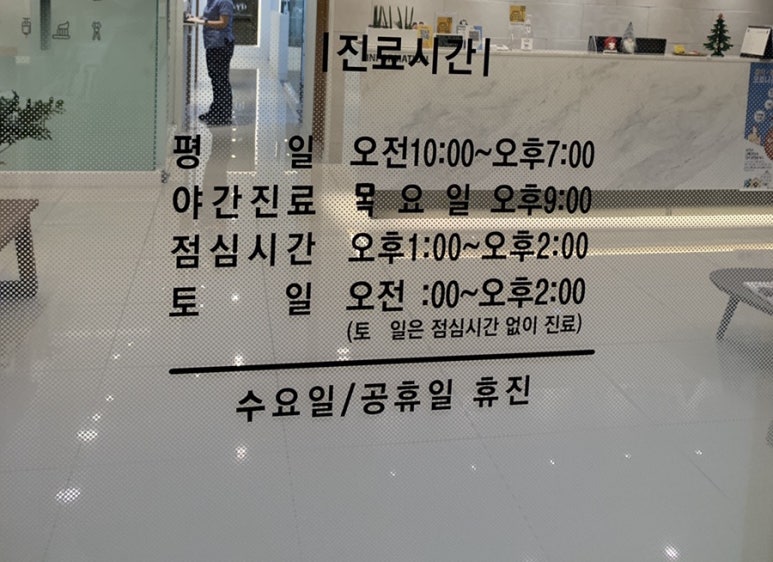 |진료시간|
평 일 오전10:00~오후7:00
야간진료 목요일 오후9:00
점심시간 오후1:00~오후2:00
토 일 오전 :00~오후2:00
(토 일은 점심시간 없이 진료)
수요일/공휴일 휴진